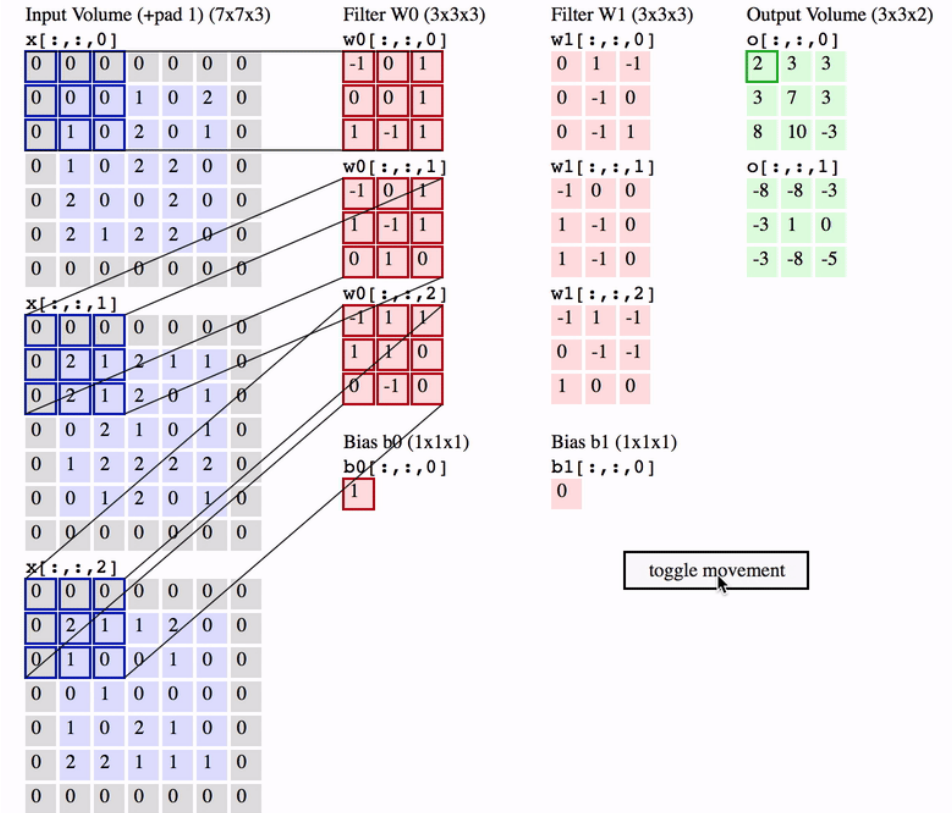 Input Volume (+pad 1) (7x7x3)
x[:,:,0]
0 0 0 0 0 0 0
0 0 0 1 0 2 0
0 1 0 2 0 1 0
0 1 0 2 2 0 0
0 2 0 0 2 0 0
0 2 1 2 2 0 0
0 0 0 0 0 0 0
x[:,:,1]
0 0 0 0 0 0 0
0 2 1 2 1 1 0
0 2 1 2 0 1 0
0 0 2 1 0 1 0
0 1 2 2 2 2 0
0 0 1 2 0 1 0
0 0 0 0 0 0 0
x[:,:,2]
0 0 0 0 0 0 0
0 2 1 1 2 0 0
0 1 0 0 1 0 0
0 0 1 0 0 0 0
0 1 0 2 1 0 0
0 2 2 1 1 1 0
0 0 0 0 0 0 0
Filter W0 (3x3x3)
w0[:,:,0]
-1 0 1
0 0 1
1 -1 1
w0[:,:,1]
-1 0 1
1 -1 1
0 1 0
w0[:,:,2]
-1 1 1
1 1 0
0 -1 0
Bias b0 (1x1x1)
b0[:,:,0]
1
Filter W1 (3x3x3)
w1[:,:,0]
0 1 -1
0 -1 0
0 -1 1
w1[:,:,1]
-1 0 0
1 -1 0
1 -1 0
w1[:,:,2]
-1 1 -1
0 -1 -1
1 0 0
Bias b1 (1x1x1)
b1[:,:,0]
0
Output Volume (3x3x2)
o[:,:,0]
2 3 3
3 7 3
8 10 -3
o[:,:,1]
-8 -8 -3
-3 1 0
-3 -8 -5
toggle movement